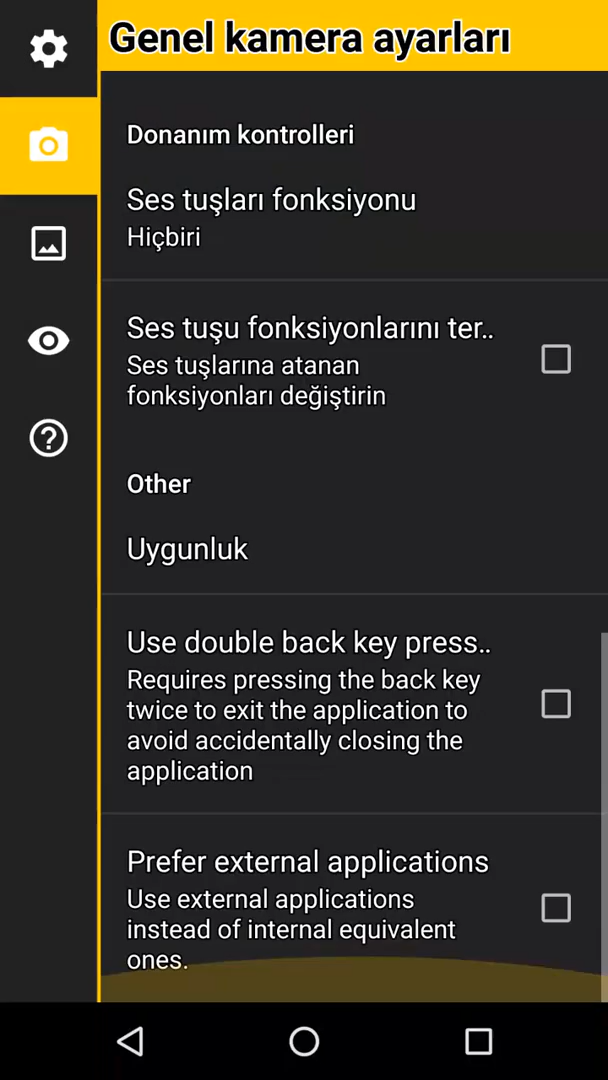 Genel kamera ayarları
Donanım kontrolleri
Ses tuşları fonksiyonu
Hiçbiri
Ses tuşu fonksiyonlarını ter..
Ses tuşlarına atanan
fonksiyonları değiştirin
Other
Uygunluk
Use double back key press..
Requires pressing the back key
twice to exit the application to
avoid accidentally closing the
application
Prefer external applications
Use external applications
instead of internal equivalent
ones.